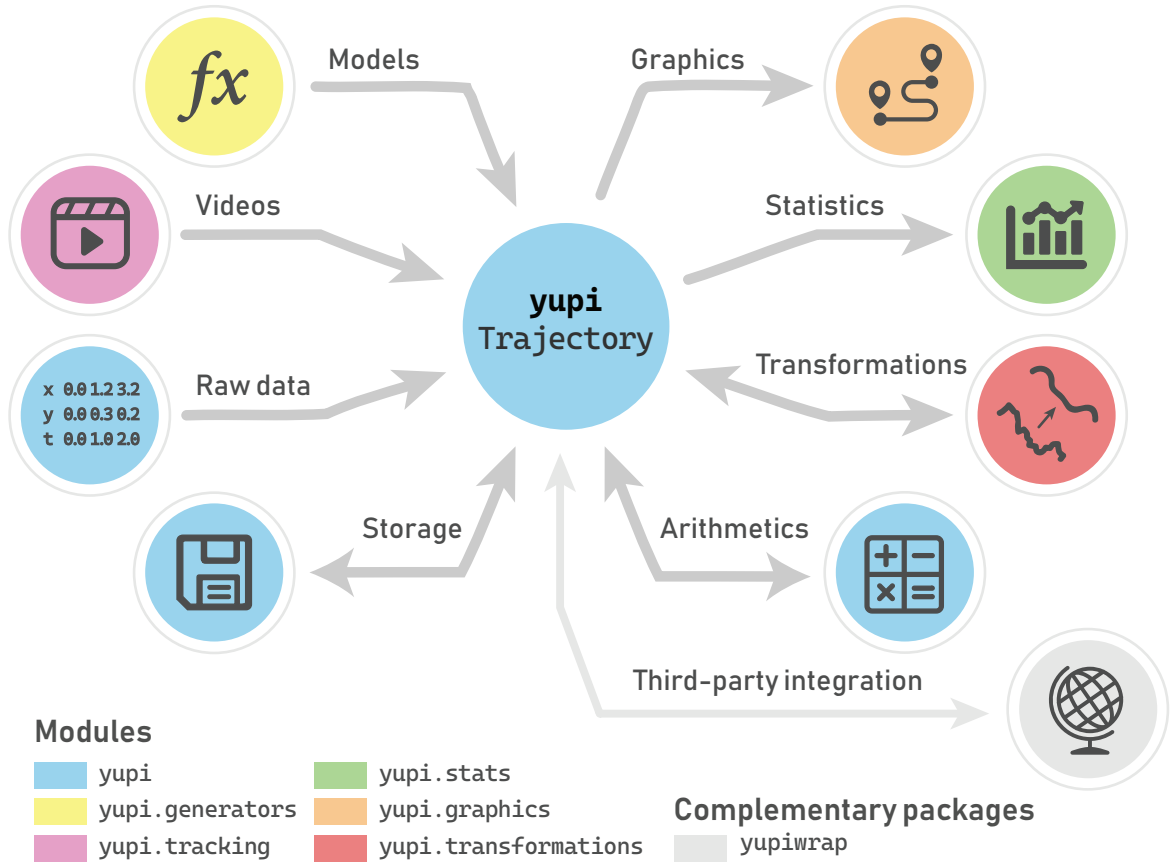 fx
Models
Graphics
Videos
Statistics
yupi
Trajectory
Transformations
Raw data
x 0.0 1.2 3.2
y 0.0 0.3 0.2
t 0.0 1.0 2.0
Storage
Arithmetics
Third-party integration
Modules
yupi
yupi.generators
yupi.tracking
yupi.stats
yupi.graphics
yupi.transformations
Complementary packages
yupiwrap